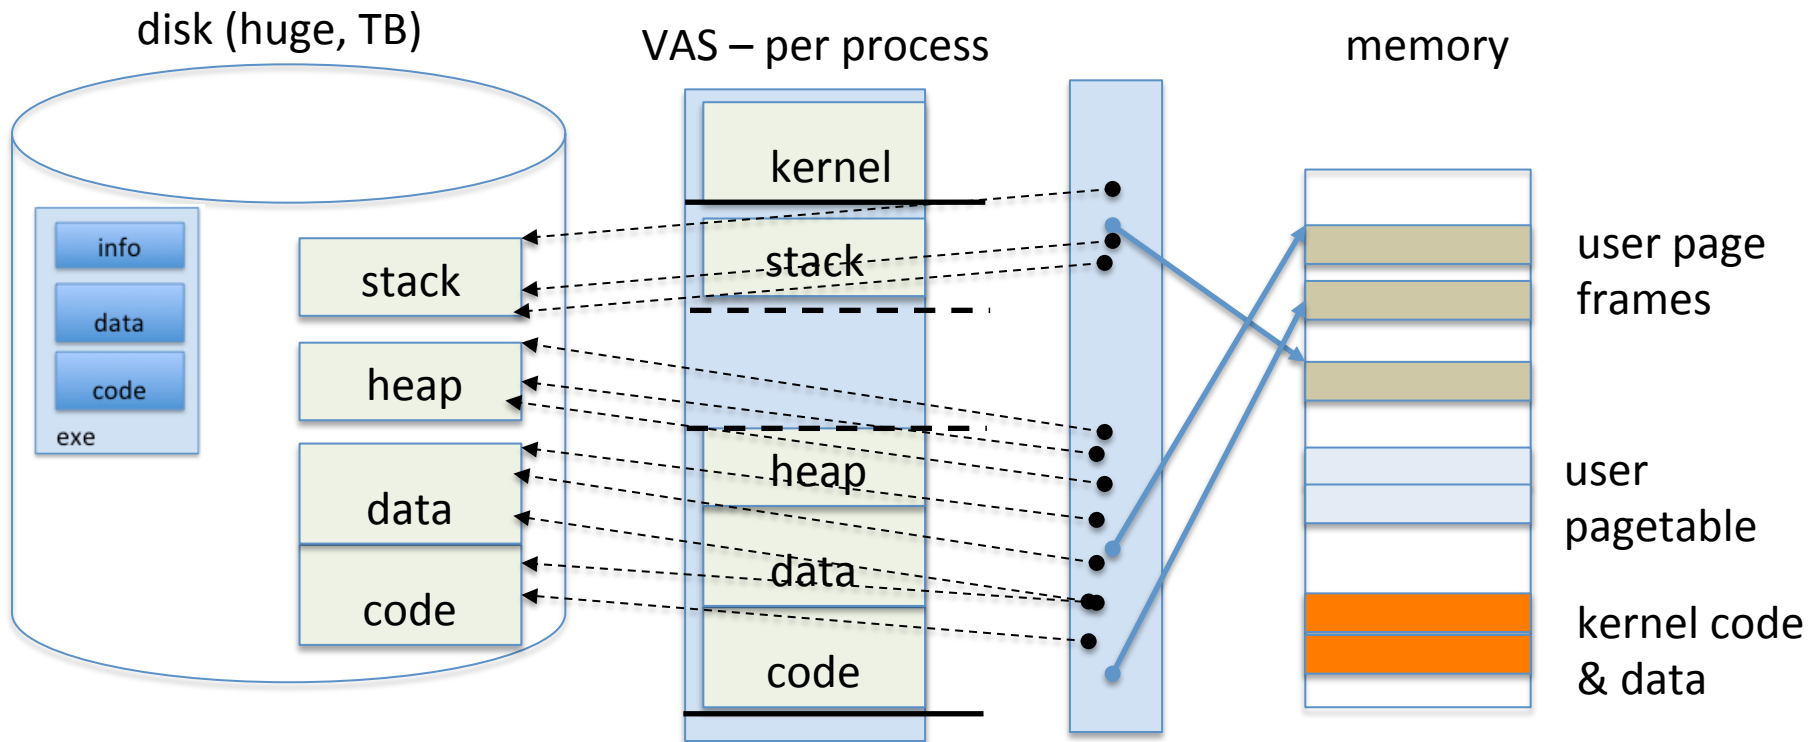 disk (huge, TB)
VAS – per process
memory
info
data
code
exe
stack
heap
data
code
kernel
stack
heap
data
code
user page
frames
user
pagetable
kernel code
& data